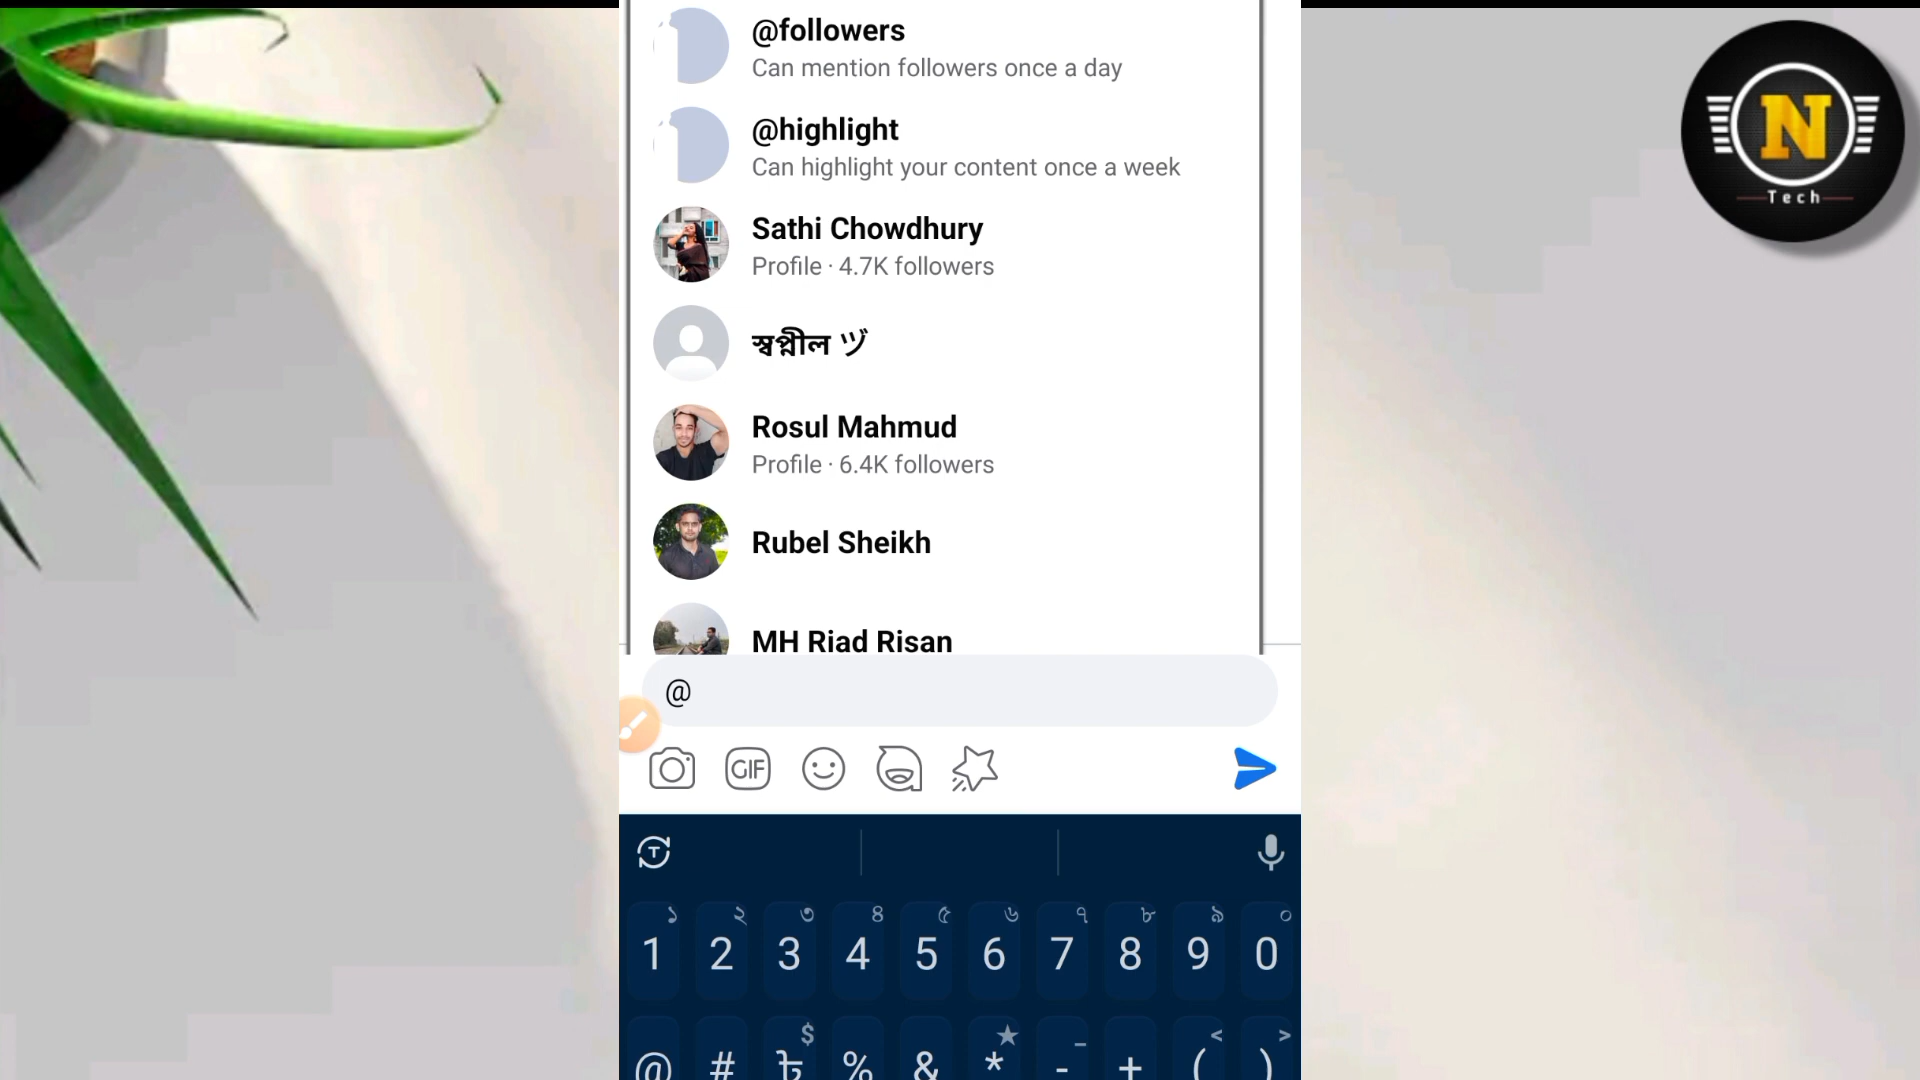 @followers
Can mention followers once a day
@highlight
Can highlight your content once a week
Sathi Chowdhury
Profile · 4.7K followers
স্বপ্নীল ヅ
Rosul Mahmud
Profile · 6.4K followers
Rubel Sheikh
MH Riad Risan
@
GIF
T
১ ২ ৩ ৪ ৫ ৬ ৭ ৮ ৯ ০
1 2 3 4 5 6 7 8 9 0
$ ★ _ < >
@ # ৳ % & * - + ( )
N
Tech